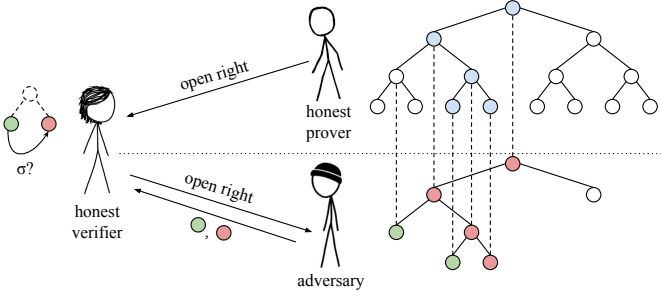 open right
honest
prover
σ?
honest
verifier
open right
,
adversary